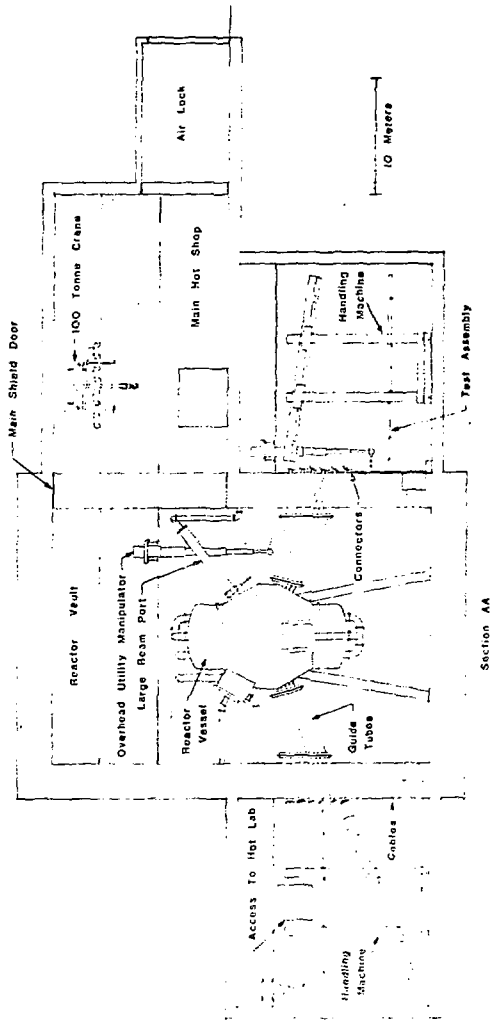 Main Shield Door
100 Tonne Crane
Air Lock
Main Hot Shop
10 Meters
Reactor Vault
Overhead Utility Manipulator
Large Beam Port
Reactor
Vessel
Handling
Machine
Test Assembly
Connectors
Guide
Tubes
Access To Hot Lab
Cables
Handling
Machine
Section AA